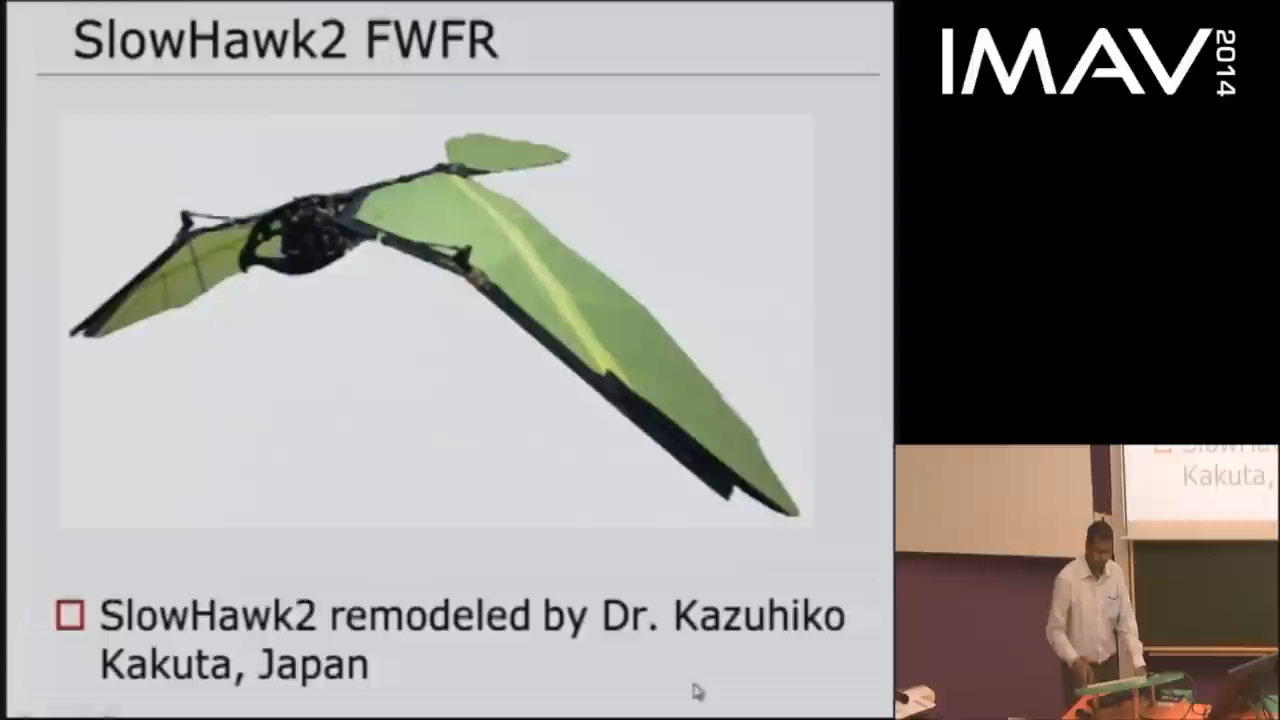 SlowHawk2 FWFR
IMAV 2014
SlowHawk2 remodeled by Dr. Kazuhiko
Kakuta, Japan
Kakuta,